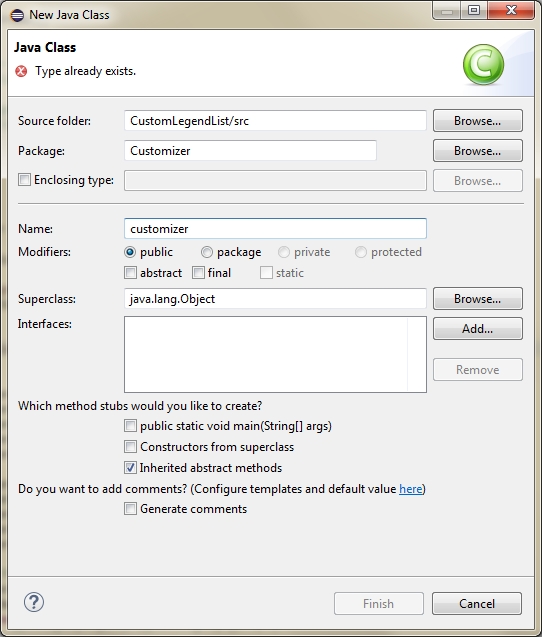 New Java Class
Java Class
Type already exists.
Source folder: CustomLegendList/src Browse...
Package: Customizer Browse...
Enclosing type: Browse...
Name: customizer
Modifiers: public package private protected
abstract final static
Superclass: java.lang.Object Browse...
Interfaces: Add...
Remove
Which method stubs would you like to create?
public static void main(String[] args)
Constructors from superclass
Inherited abstract methods
Do you want to add comments? (Configure templates and default value here)
Generate comments
? Finish Cancel